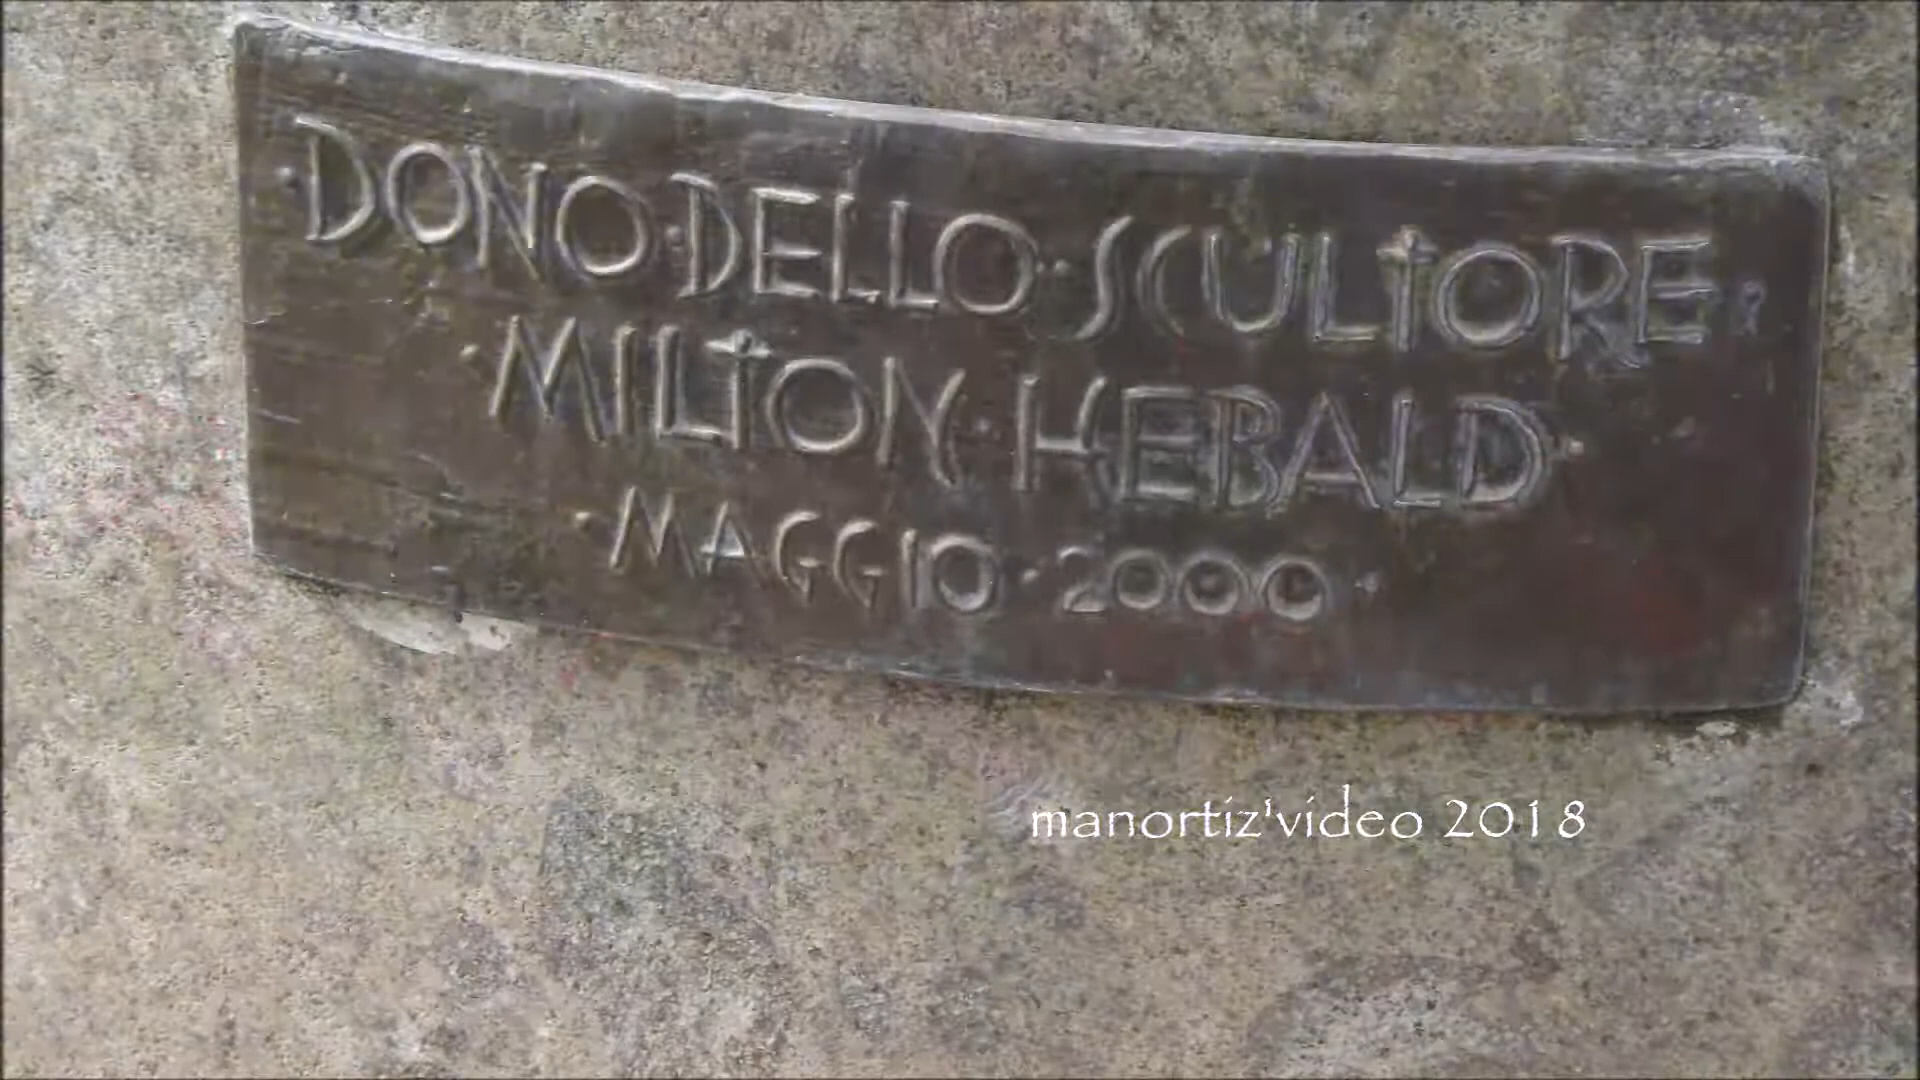 ·DONO·DELLO·SCULTORE·
·MILTON·HEBALD·
·MAGGIO·2000·
manortiz'video 2018